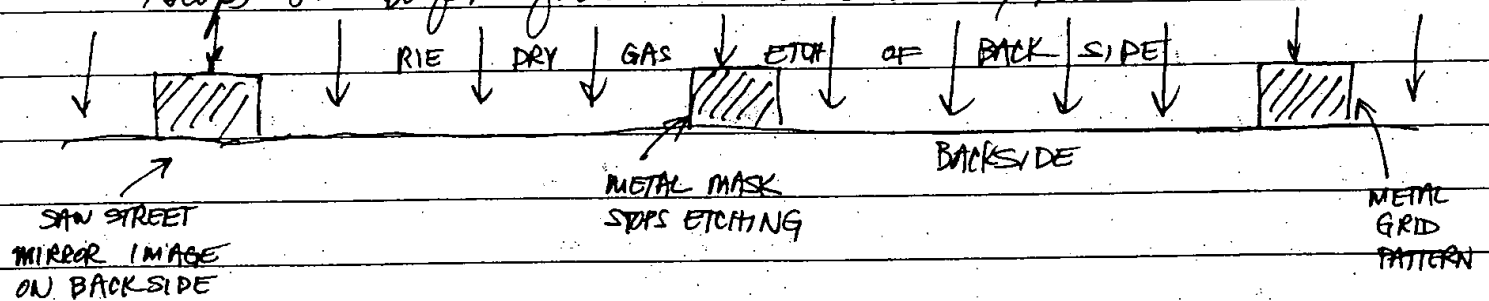 RIE DRY GAS ETCH OF BACK SIDE
BACKSIDE
METAL MASK
STOPS ETCHING
SAW STREET
MIRROR IMAGE
ON BACKSIDE
METAL
GRID
PATTERN